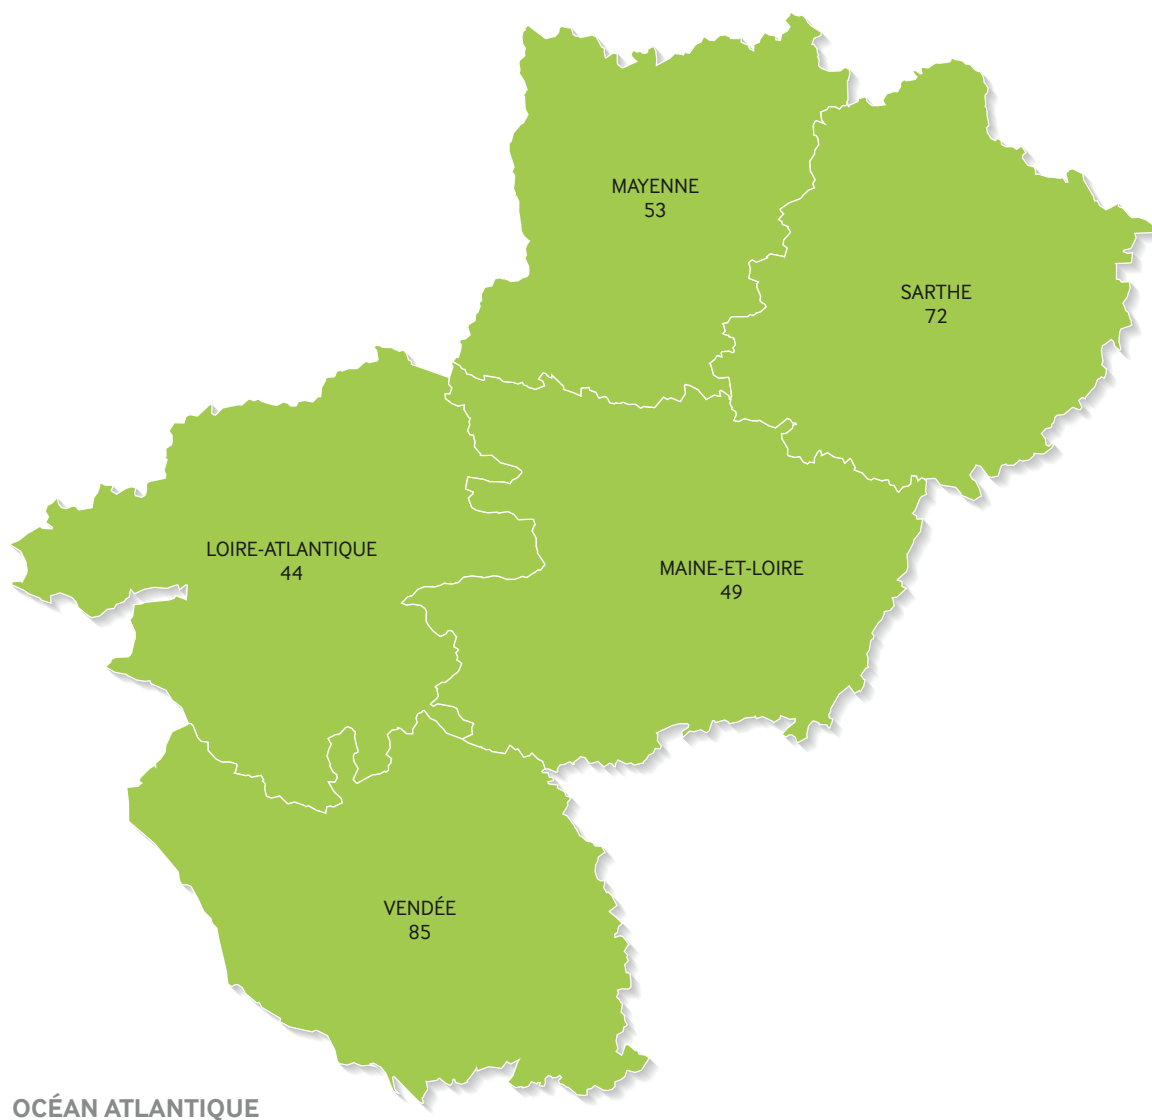 MAYENNE
53
SARTHE
72
LOIRE-ATLANTIQUE
44
MAINE-ET-LOIRE
49
VENDÉE
85
OCÉAN ATLANTIQUE